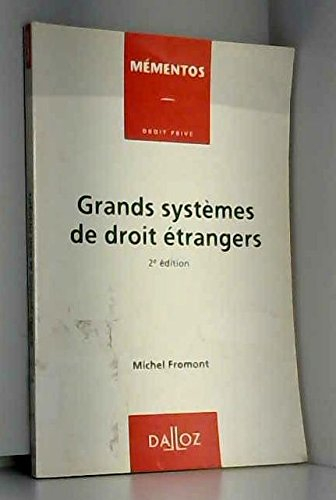 MÉMENTOS
DROIT PRIVÉ
Grands systèmes
de droit étrangers
2e édition
Michel Fromont
DALLOZ